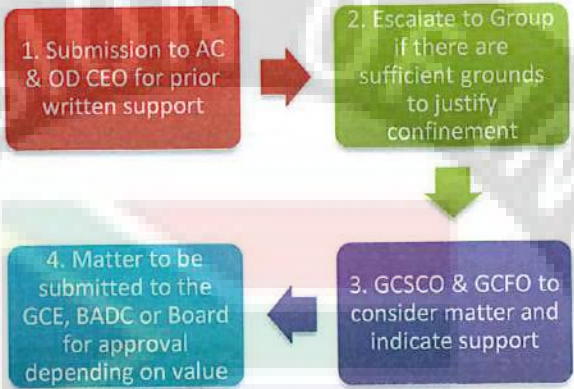 1. Submission to AC
& OD CEO for prior
written support
2. Escalate to Group
if there are
sufficient grounds
to justify
confinement
3. GCSCO & GCFO to
consider matter and
indicate support
4. Matter to be
submitted to the
GCE, BADC or Board
for approval
depending on value